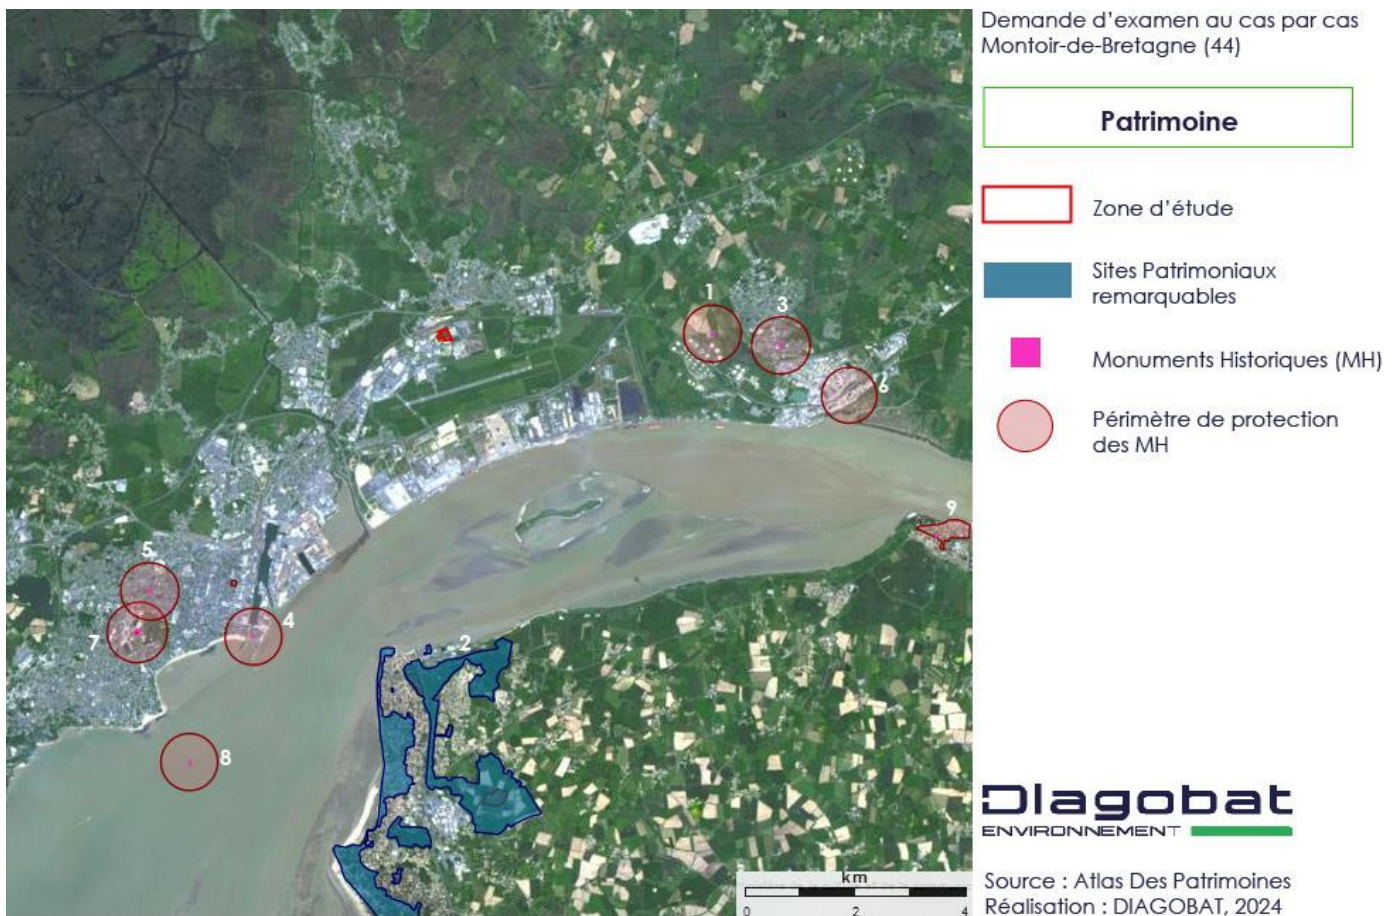 Demande d'examen au cas par cas
Montoir-de-Bretagne (44)
Patrimoine
Zone d'étude
Sites Patrimoniaux
remarquables
Monuments Historiques (MH)
Périmètre de protection
des MH
1
3
6
9
5
4
7
2
8
km
0 2 4
Diagobat
ENVIRONNEMENT
Source : Atlas Des Patrimoines
Réalisation : DIAGOBAT, 2024